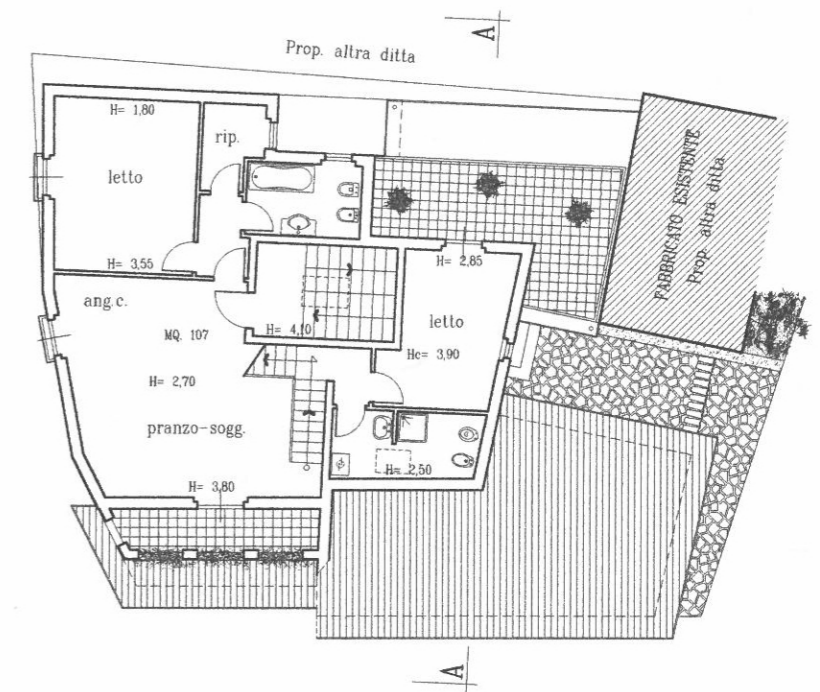 A
Prop. altra ditta
H= 1,80
rip.
letto
FABBRICATO ESISTENTE
Prop. altra ditta
H= 3,55
H= 2,85
ang.c.
letto
MQ. 107
H= 4,10
Hc= 3,90
H= 2,70
pranzo-sogg.
H= 2,50
H= 3,80
A